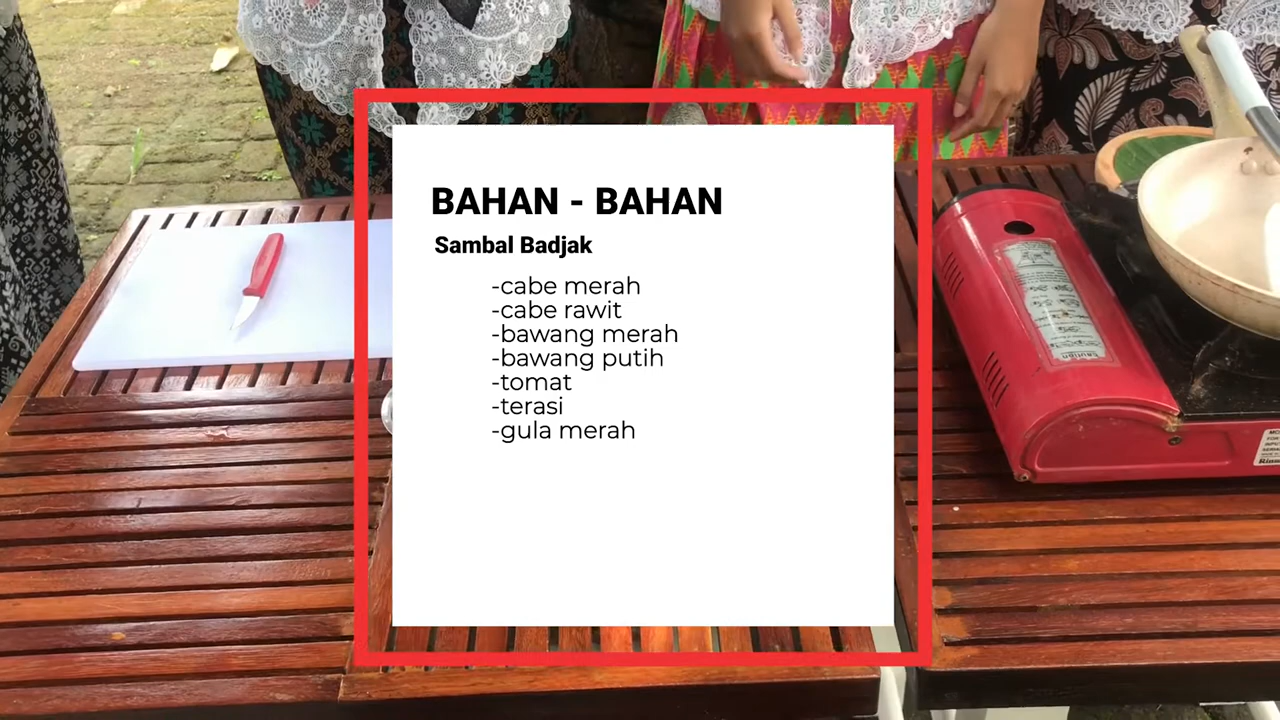 BAHAN - BAHAN
Sambal Badjak
-cabe merah
-cabe rawit
-bawang merah
-bawang putih
-tomat
-terasi
-gula merah